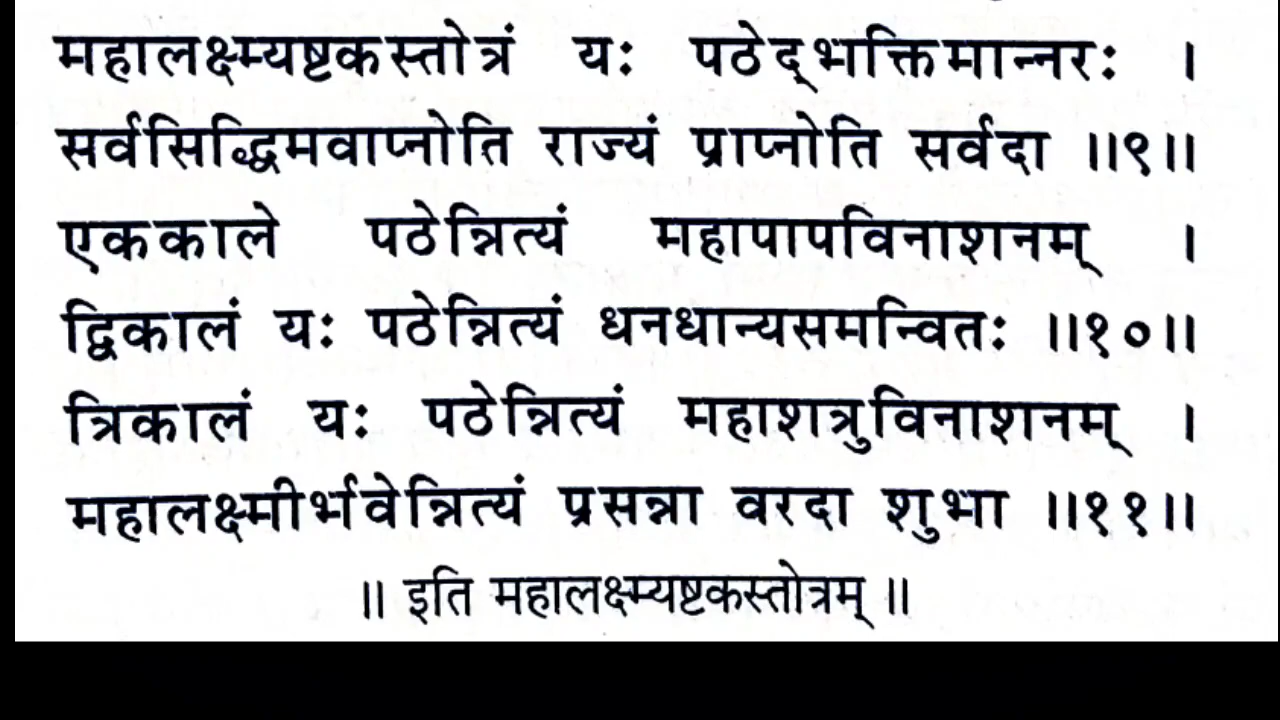 महालक्ष्म्यष्टकस्तोत्रं यः पठेद्भक्तिमान्नरः ।
सर्वसिद्धिमवाप्नोति राज्यं प्राप्नोति सर्वदा ॥९॥
एककाले पठेन्नित्यं महापापविनाशनम् ।
द्विकालं यः पठेन्नित्यं धनधान्यसमन्वितः ॥१०॥
त्रिकालं यः पठेन्नित्यं महाशत्रुविनाशनम् ।
महालक्ष्मीर्भवेन्नित्यं प्रसन्ना वरदा शुभा ॥११॥
॥ इति महालक्ष्म्यष्टकस्तोत्रम् ॥